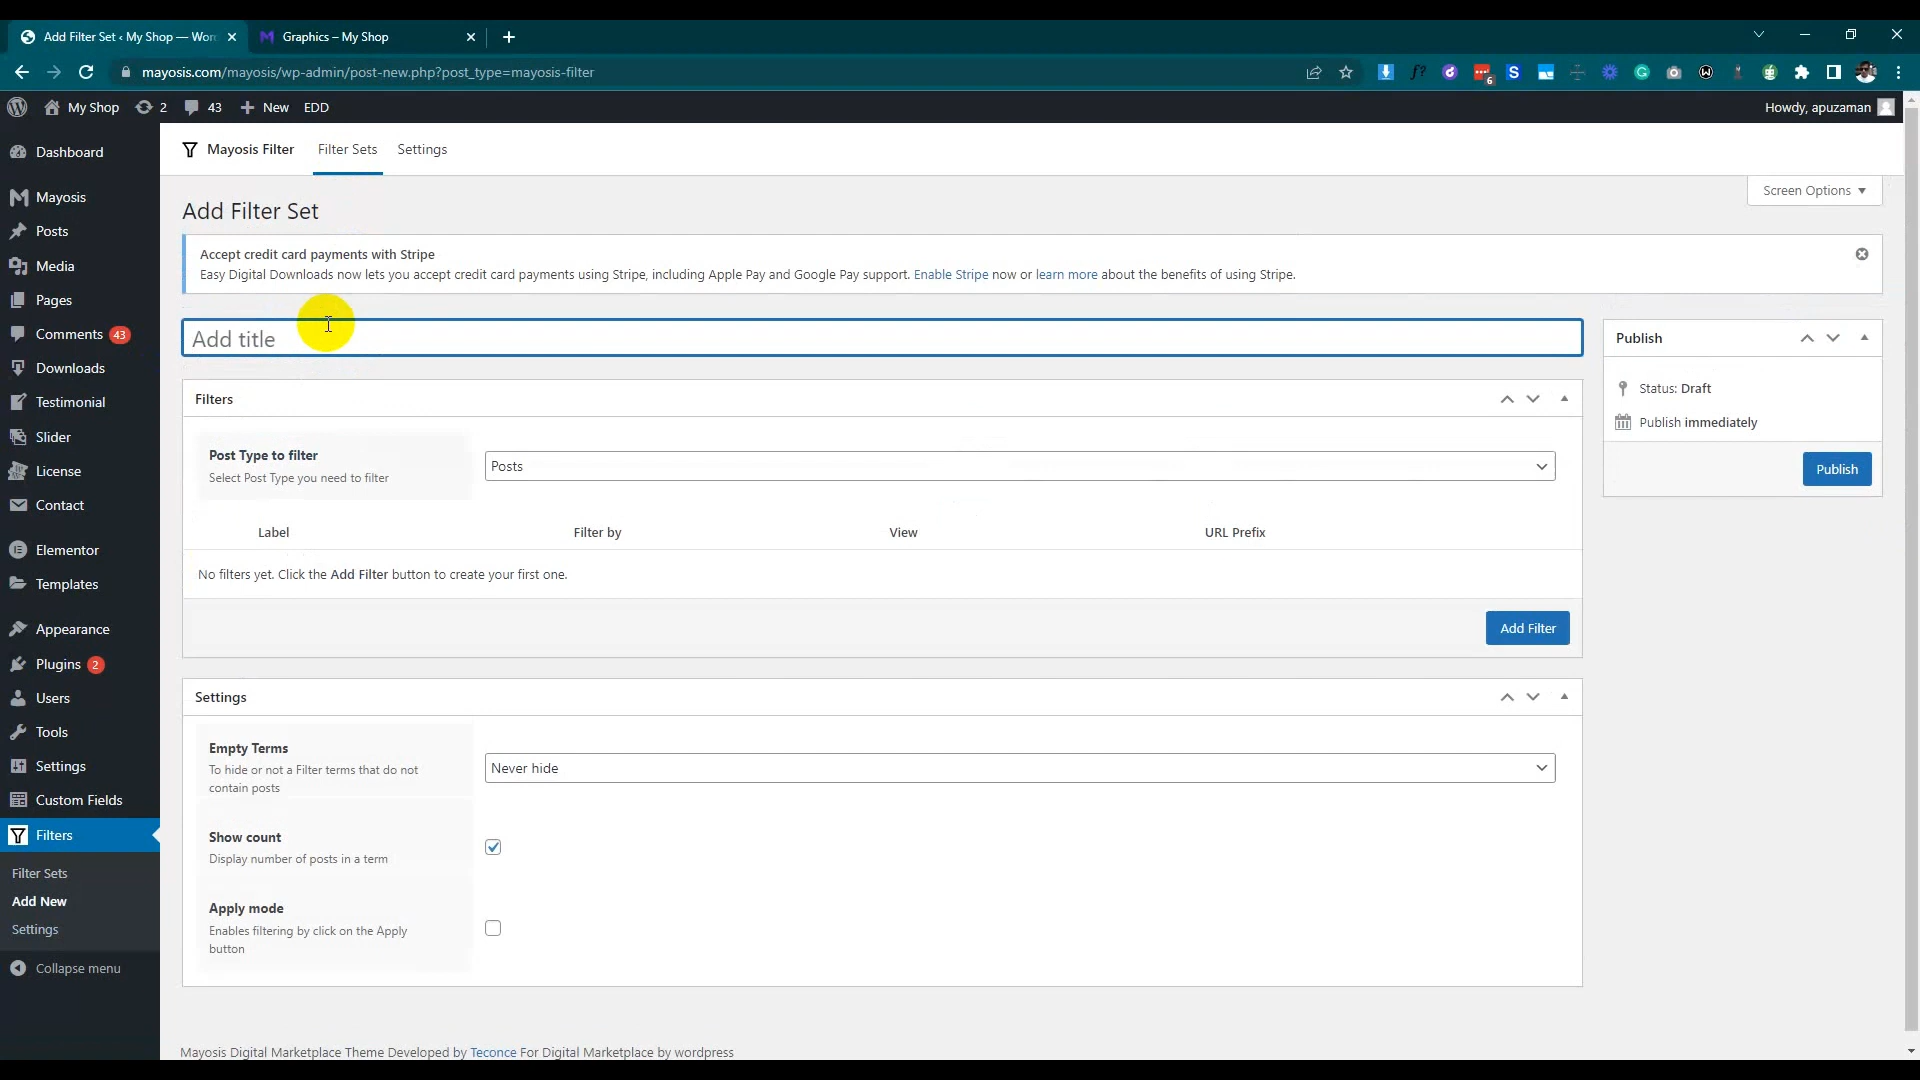 Add Filter Set ‹ My Shop — Wor
Graphics – My Shop
mayosis.com/mayosis/wp-admin/post-new.php?post_type=mayosis-filter
6
My Shop
2
43
New
EDD
Howdy, apuzaman
Dashboard
Mayosis
Posts
Media
Pages
Comments 43
Downloads
Testimonial
Slider
License
Contact
Elementor
Templates
Appearance
Plugins 2
Users
Tools
Settings
Custom Fields
Filters
Filter Sets
Add New
Settings
Collapse menu
Mayosis Filter
Filter Sets
Settings
Screen Options
Add Filter Set
Accept credit card payments with Stripe
Easy Digital Downloads now lets you accept credit card payments using Stripe, including Apple Pay and Google Pay support. Enable Stripe now or learn more about the benefits of using Stripe.
Add title
Filters
Post Type to filter
Select Post Type you need to filter
Posts
Label
Filter by
View
URL Prefix
No filters yet. Click the Add Filter button to create your first one.
Add Filter
Settings
Empty Terms
To hide or not a Filter terms that do not
contain posts
Never hide
Show count
Display number of posts in a term
Apply mode
Enables filtering by click on the Apply
button
Publish
Status: Draft
Publish immediately
Publish
Mayosis Digital Marketplace Theme Developed by Teconce For Digital Marketplace by wordpress